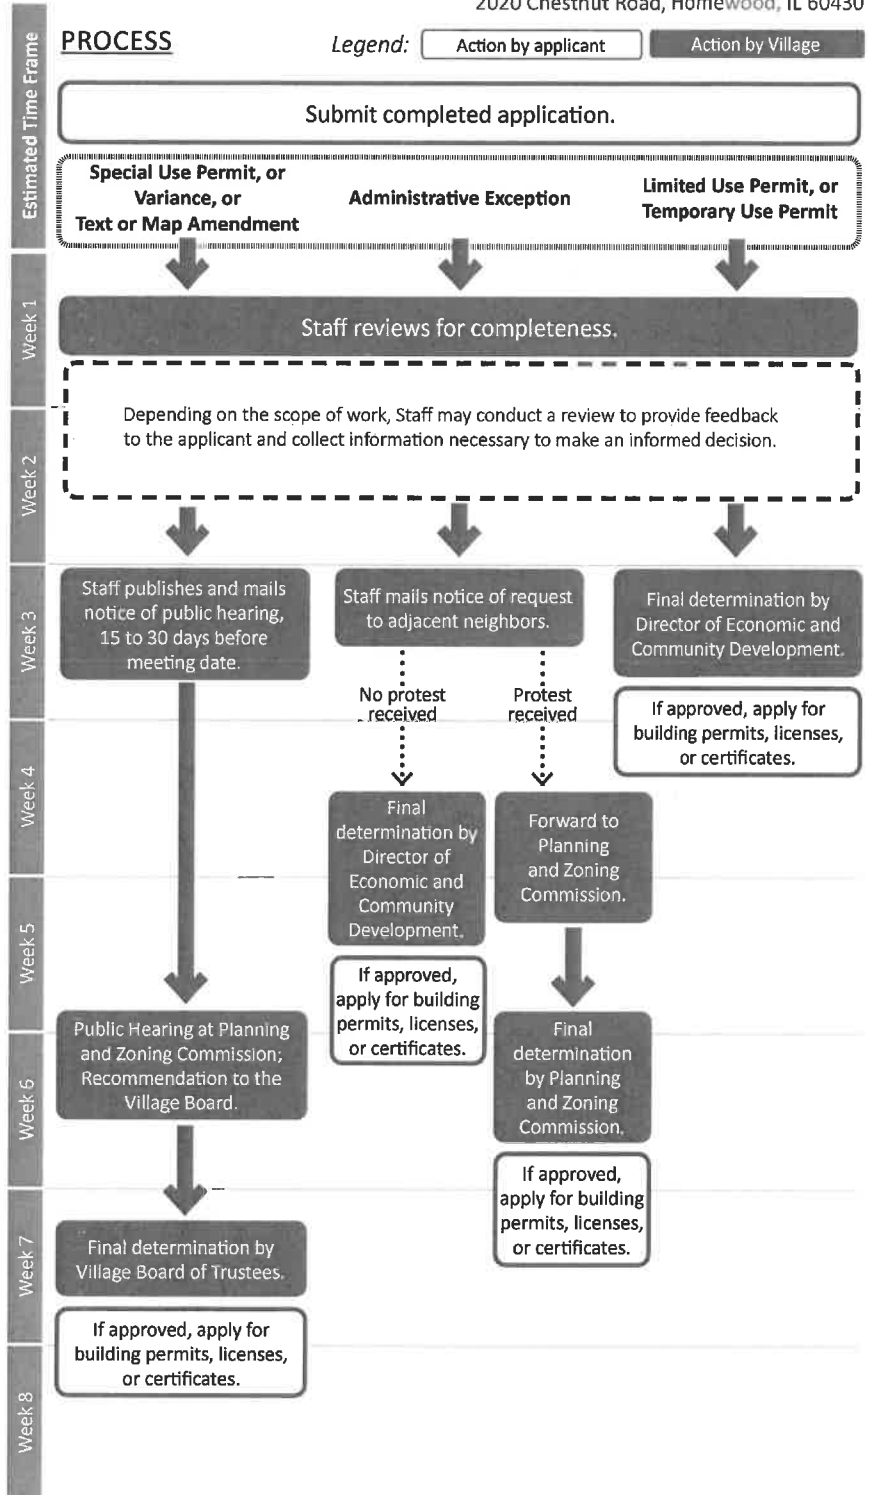 2020 Chestnut Road, Homewood, IL 60430
PROCESS
Legend:
Action by applicant
Action by Village
Estimated Time Frame
Submit completed application.
Special Use Permit, or
Variance, or
Text or Map Amendment
Administrative Exception
Limited Use Permit, or
Temporary Use Permit
Week 1
Staff reviews for completeness.
Depending on the scope of work, Staff may conduct a review to provide feedback
to the applicant and collect information necessary to make an informed decision.
Week 2
Week 3
Staff publishes and mails
notice of public hearing,
15 to 30 days before
meeting date.
Staff mails notice of request
to adjacent neighbors.
Final determination by
Director of Economic and
Community Development.
No protest
received
Protest
received
If approved, apply for
building permits, licenses,
or certificates.
Week 4
Final
determination by
Director of
Economic and
Community
Development.
Forward to
Planning
and Zoning
Commission.
Week 5
If approved,
apply for building
permits, licenses,
or certificates.
Public Hearing at Planning
and Zoning Commission;
Recommendation to the
Village Board.
Final
determination
by Planning
and Zoning
Commission.
Week 6
If approved,
apply for building
permits, licenses,
or certificates.
Week 7
Final determination by
Village Board of Trustees.
If approved, apply for
building permits, licenses,
or certificates.
Week 8